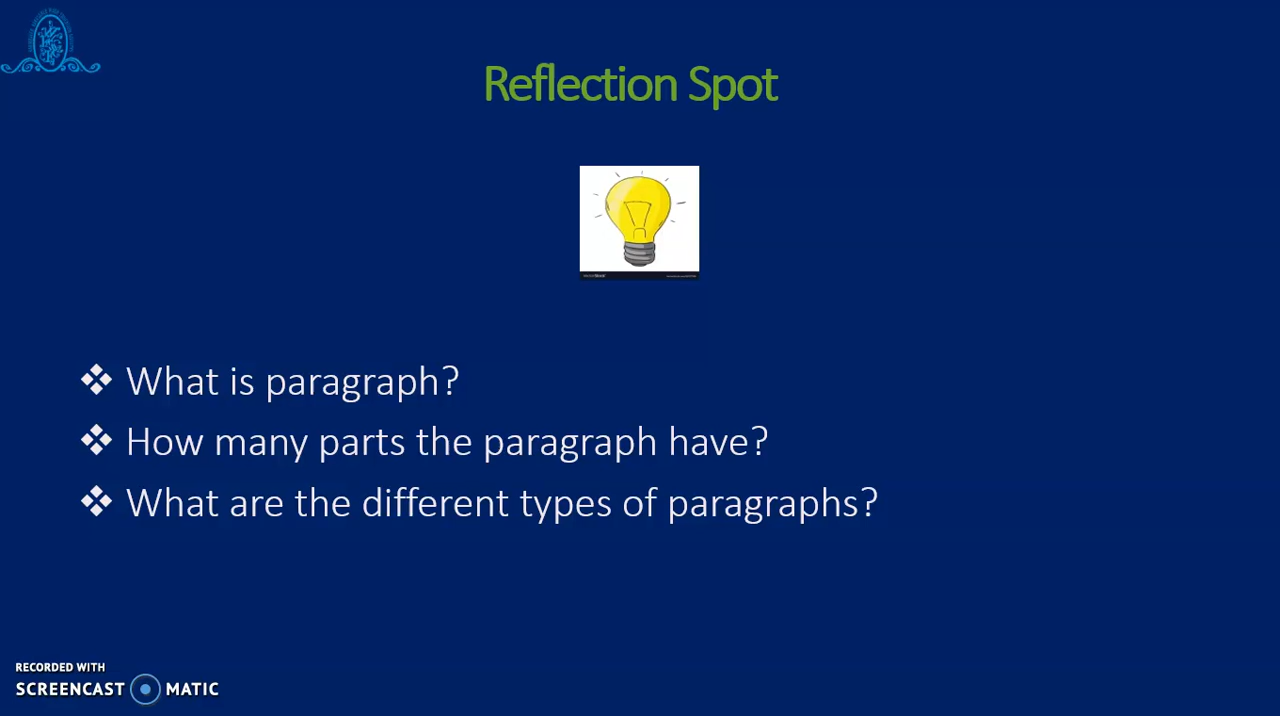 Reflection Spot
What is paragraph?
How many parts the paragraph have?
What are the different types of paragraphs?
RECORDED WITH
SCREENCAST MATIC